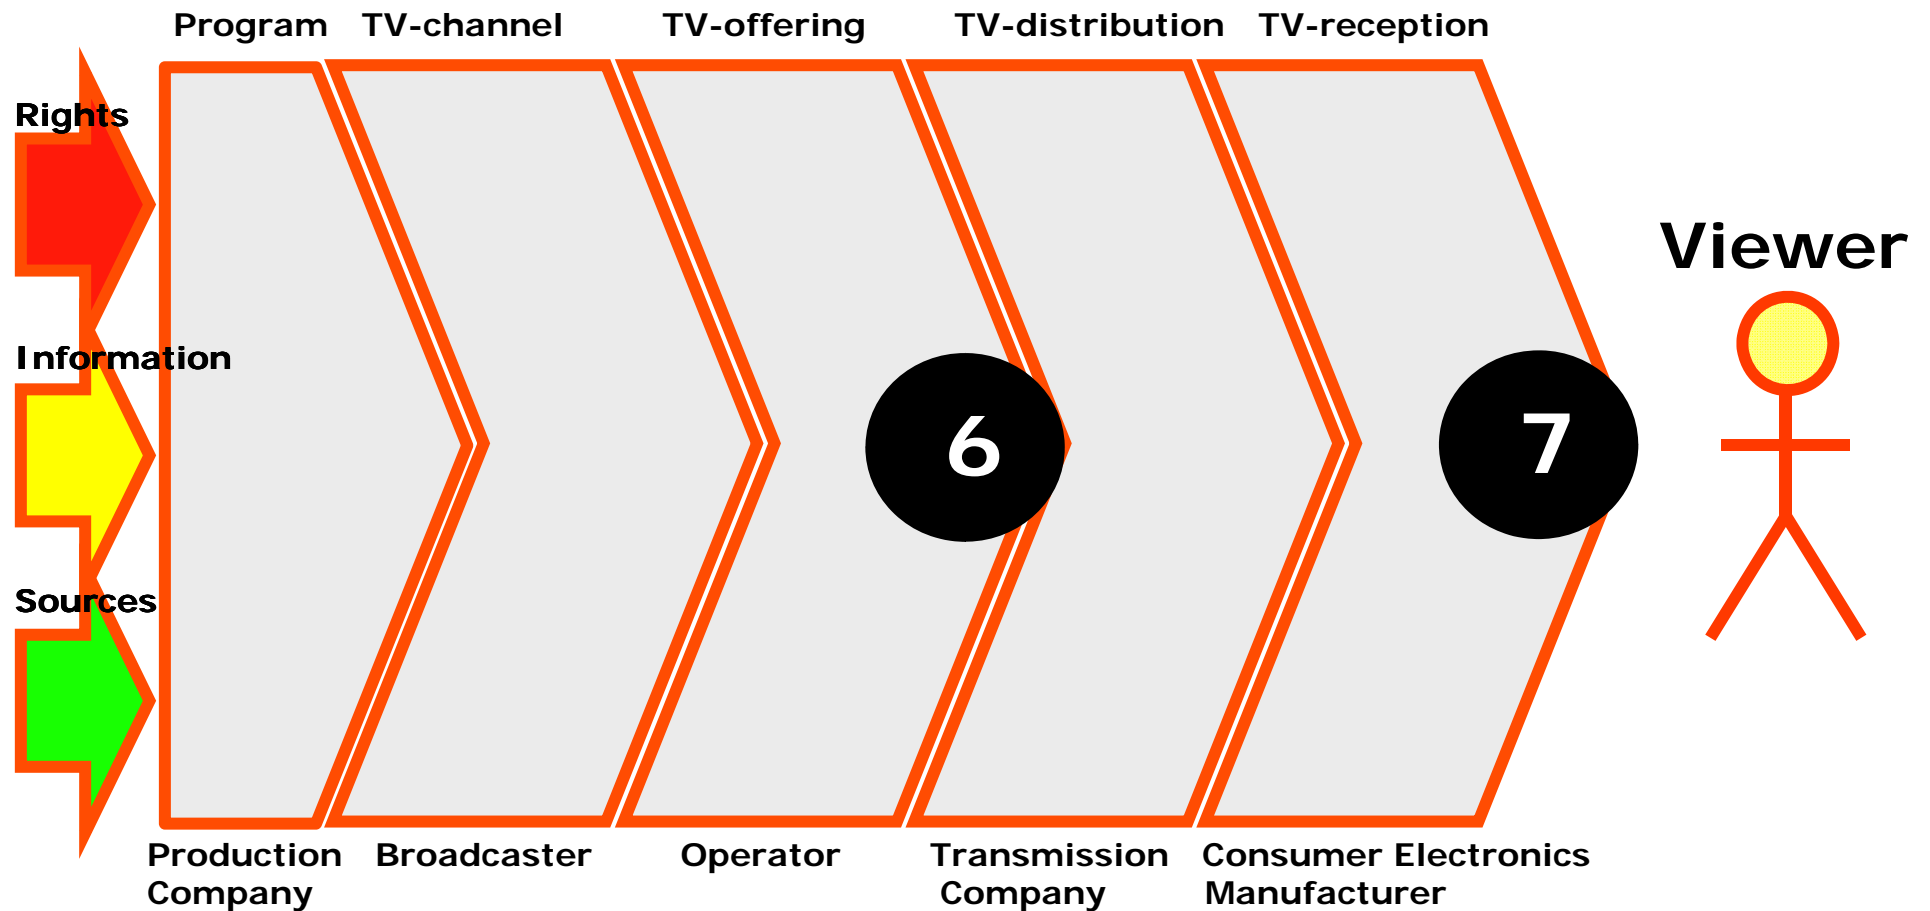 Program TV-channel TV-offering TV-distribution TV-reception
Rights
Viewer
Information
6 7
Sources
Production Broadcaster Operator Transmission Consumer Electronics
Company Company Manufacturer